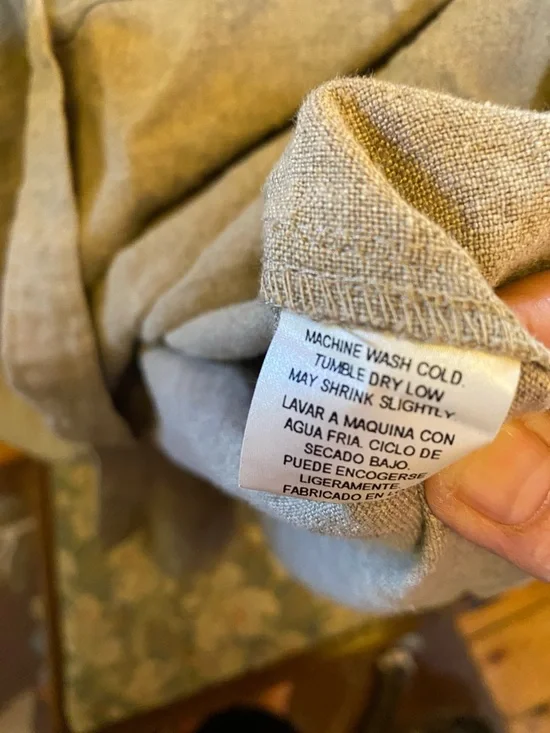 MACHINE WASH COLD.
TUMBLE DRY LOW
MAY SHRINK SLIGHTLY
LAVAR A MAQUINA CON
AGUA FRIA. CICLO DE
SECADO BAJO.
PUEDE ENCOGERSE
LIGERAMENTE.
FABRICADO EN